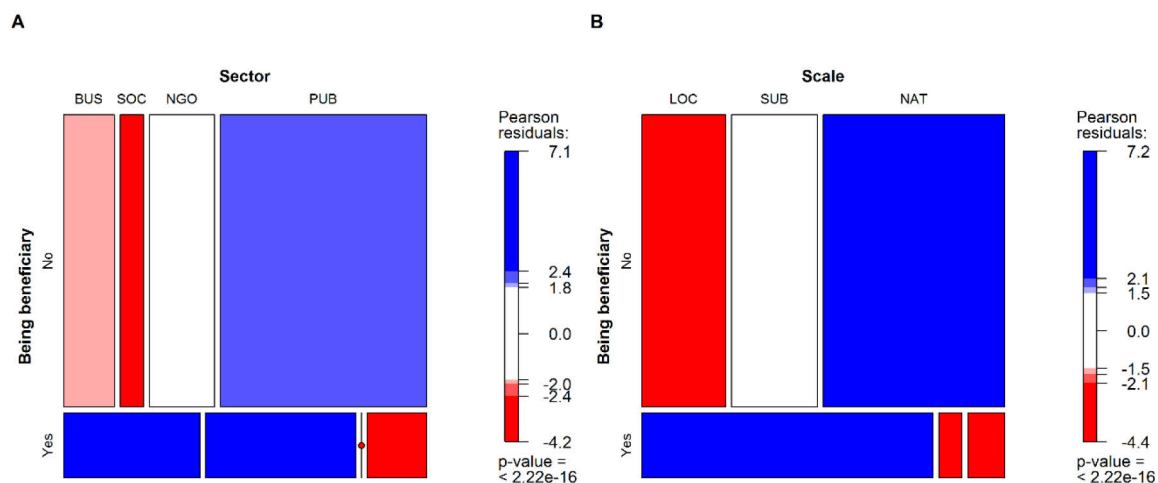 A
Sector
BUS SOC NGO PUB
Being beneficiary
No
Yes
Pearson
residuals:
7.1
2.4
1.8
0.0
-2.0
-2.4
-4.2
p-value =
< 2.22e-16
B
Scale
LOC SUB NAT
Being beneficiary
No
Yes
Pearson
residuals:
7.2
2.1
1.5
0.0
-1.5
-2.1
-4.4
p-value =
< 2.22e-16